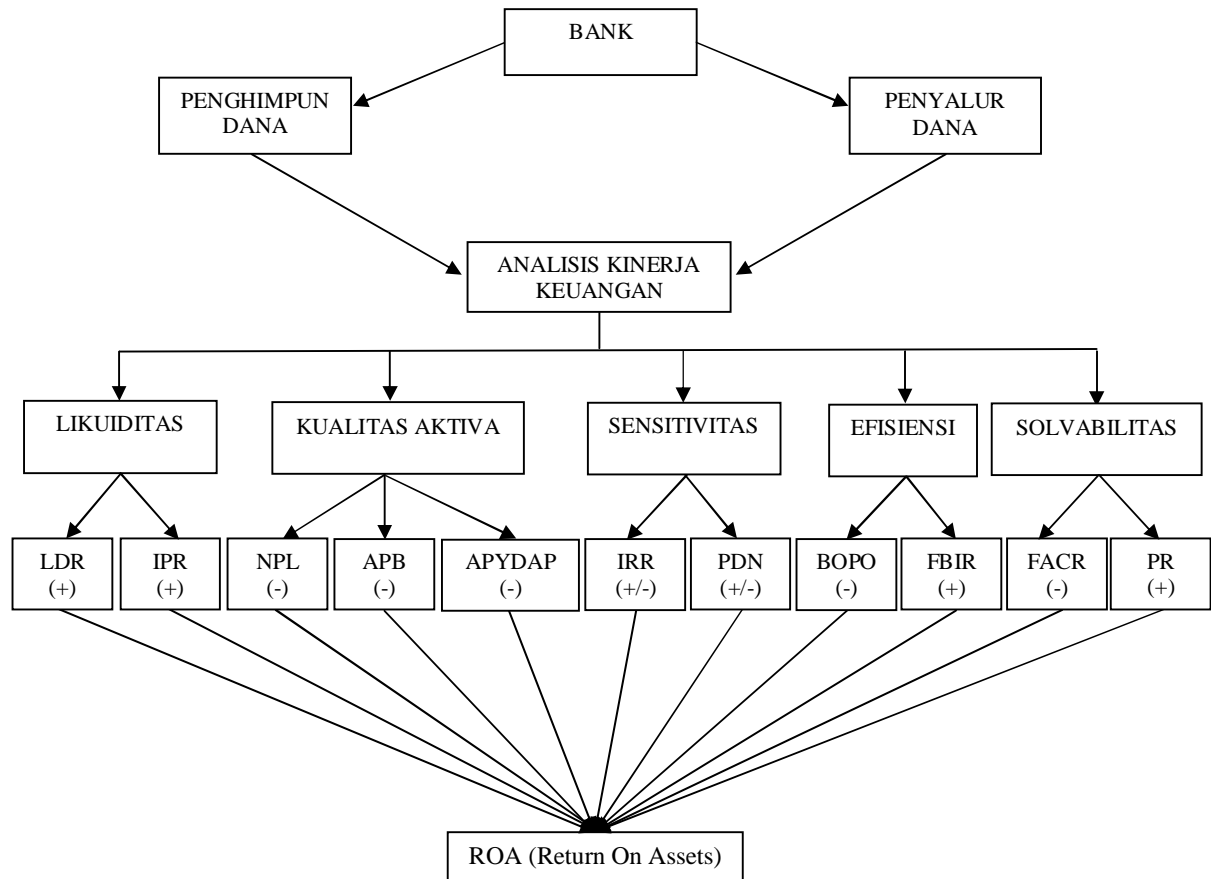 BANK
PENGHIMPUN
DANA
PENYALUR
DANA
ANALISIS KINERJA
KEUANGAN
LIKUIDITAS
KUALITAS AKTIVA
SENSITIVITAS
EFISIENSI
SOLVABILITAS
LDR
(+)
IPR
(+)
NPL
(-)
APB
(-)
APYDAP
(-)
IRR
(+/-)
PDN
(+/-)
BOPO
(-)
FBIR
(+)
FACR
(-)
PR
(+)
ROA (Return On Assets)